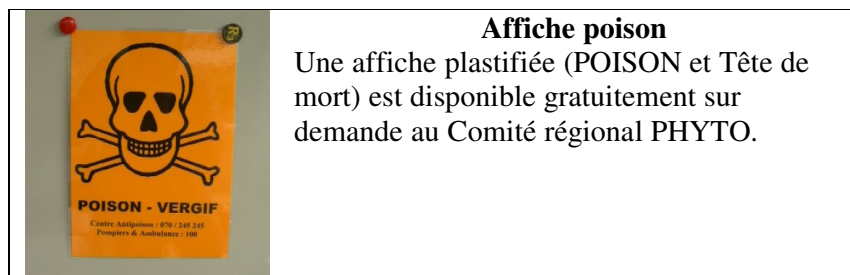 POISON - VERGIF
Centre Antipoison : 070 / 245 245
Pompiers & Ambulance : 100
Affiche poison
Une affiche plastifiée (POISON et Tête de
mort) est disponible gratuitement sur
demande au Comité régional PHYTO.